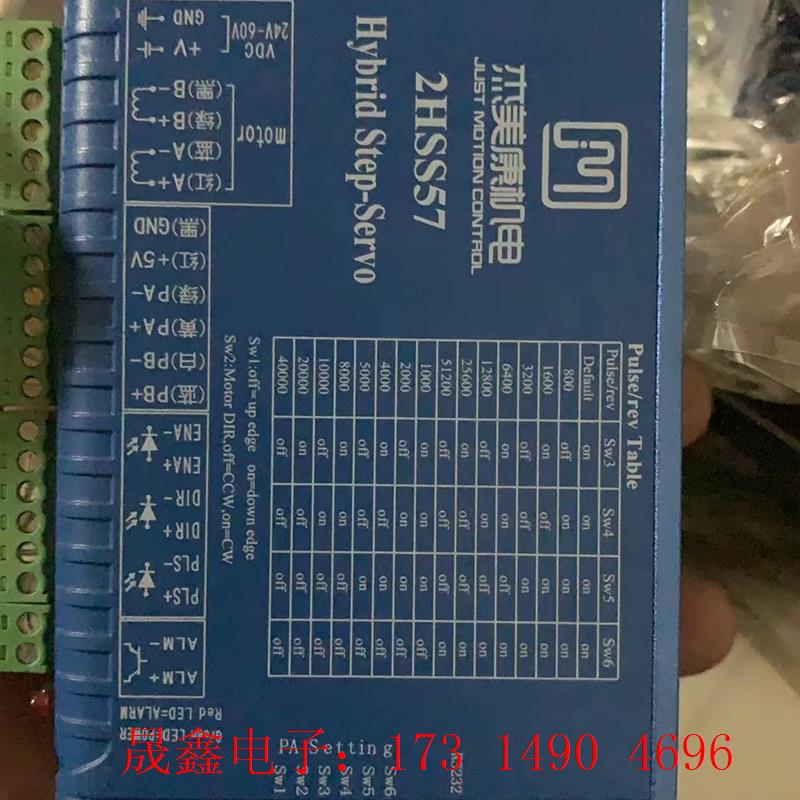 杰美康机电
JUST MOTION CONTROL
2HSS57
Hybrid Step-Servo
Pulse/rev Table
Pulse/rev Sw3 Sw4 Sw5 Sw6
Default on on on on
800 off on on on
1600 on off on on
3200 off off on on
6400 on on off on
12800 off on off on
25600 on off off on
51200 off off off on
1000 on on on off
2000 off on on off
4000 on off on off
5000 off off on off
8000 on on off off
10000 off on off off
20000 on off off off
40000 off off off off
Sw1:off=up edge on=down edge
Sw2:Motor DIR,off=CCW,on=CW
GND
+V
VDC
24V-60V
(黑)B-
(绿)B+
(蓝)A-
(红)A+
motor
(黑)GND
(红)+5V
(绿)PA-
(黄)PA+
(白)PB-
(蓝)PB+
ENA-
ENA+
DIR-
DIR+
PLS-
PLS+
ALM-
ALM+
Green LED=POWER
Red LED=ALARM
PA Setting
Sw1
Sw2
Sw3
Sw4
Sw5
Sw6
RS232
晟鑫电子：173 1490 4696